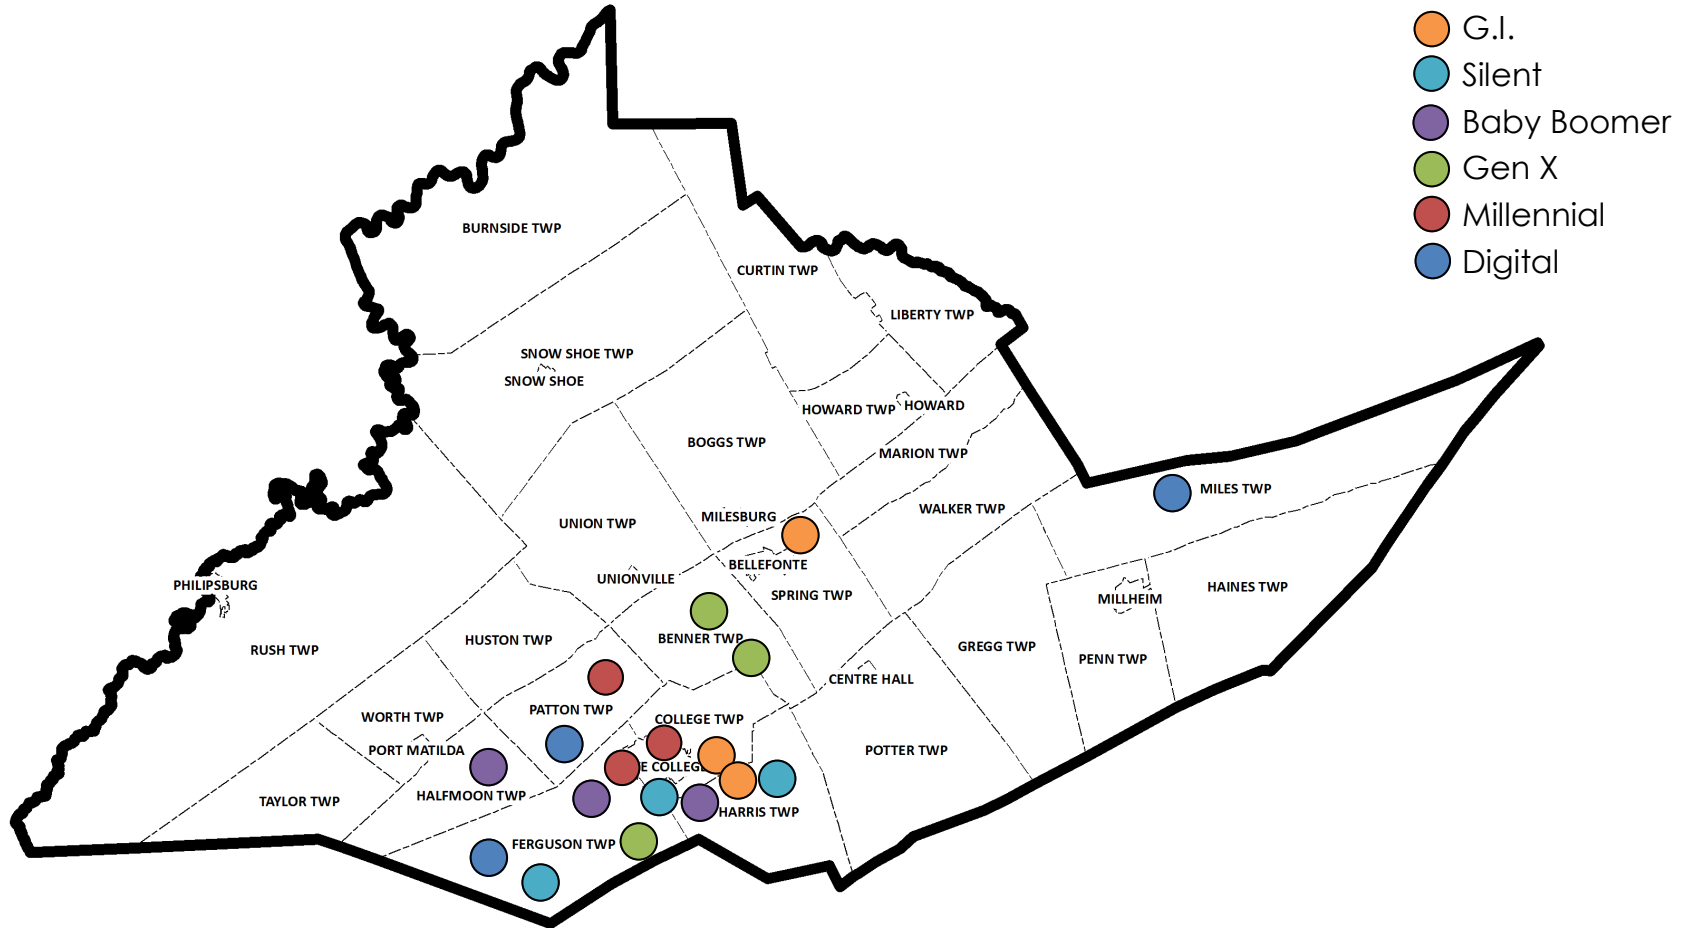 G.I.
Silent
Baby Boomer
Gen X
Millennial
Digital
BURNSIDE TWP
CURTIN TWP
LIBERTY TWP
SNOW SHOE TWP
SNOW SHOE
HOWARD TWP
HOWARD
BOGGS TWP
MARION TWP
MILES TWP
WALKER TWP
MILESBURG
UNION TWP
BELLEFONTE
UNIONVILLE
PHILIPSBURG
HAINES TWP
SPRING TWP
MILLHEIM
BENNER TWP
HUSTON TWP
GREGG TWP
RUSH TWP
PENN TWP
CENTRE HALL
PATTON TWP
WORTH TWP
COLLEGE TWP
PORT MATILDA
POTTER TWP
E COLLEGE
HALFMOON TWP
TAYLOR TWP
HARRIS TWP
FERGUSON TWP